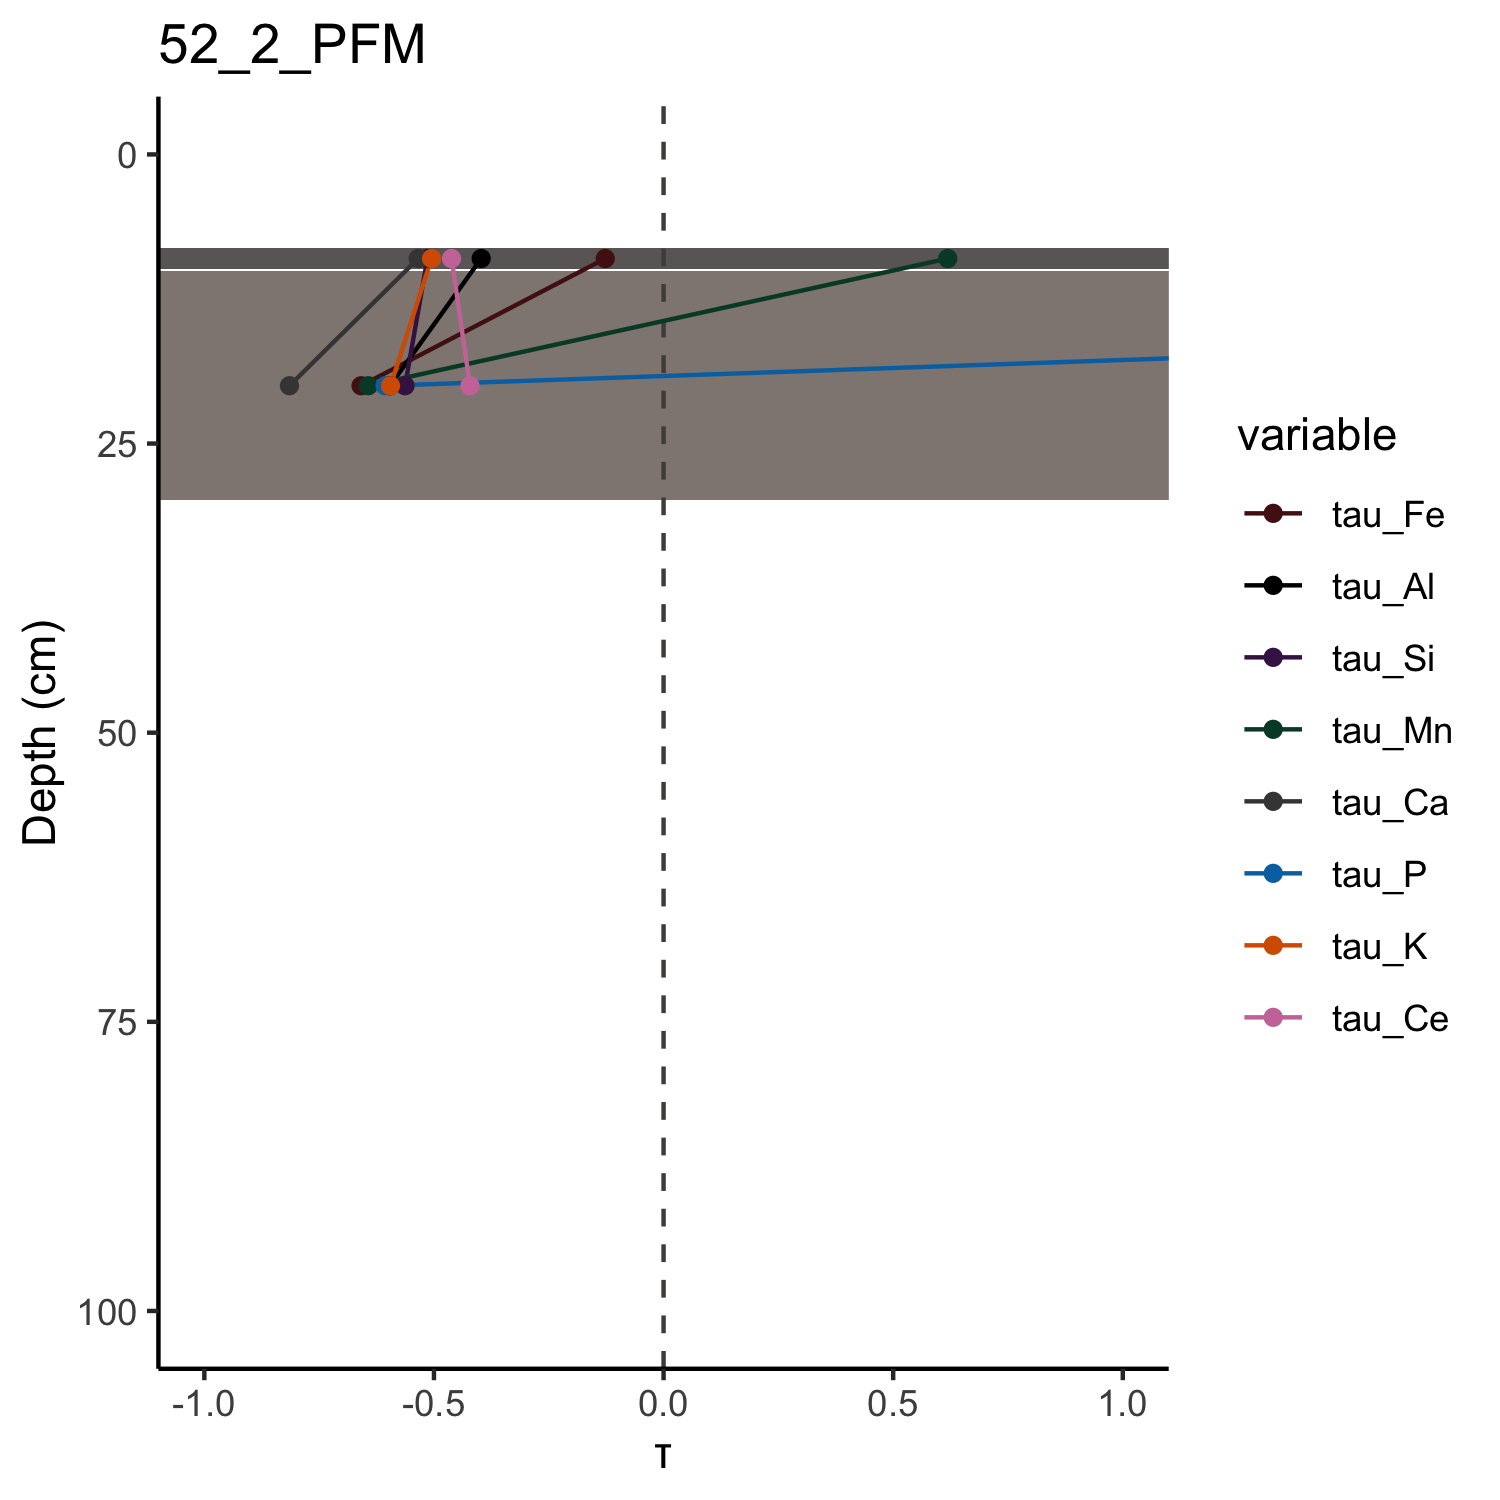 52_2_PFM
0
25
50
75
100
Depth (cm)
-1.0 -0.5 0.0 0.5 1.0
τ
variable
tau_Fe
tau_Al
tau_Si
tau_Mn
tau_Ca
tau_P
tau_K
tau_Ce